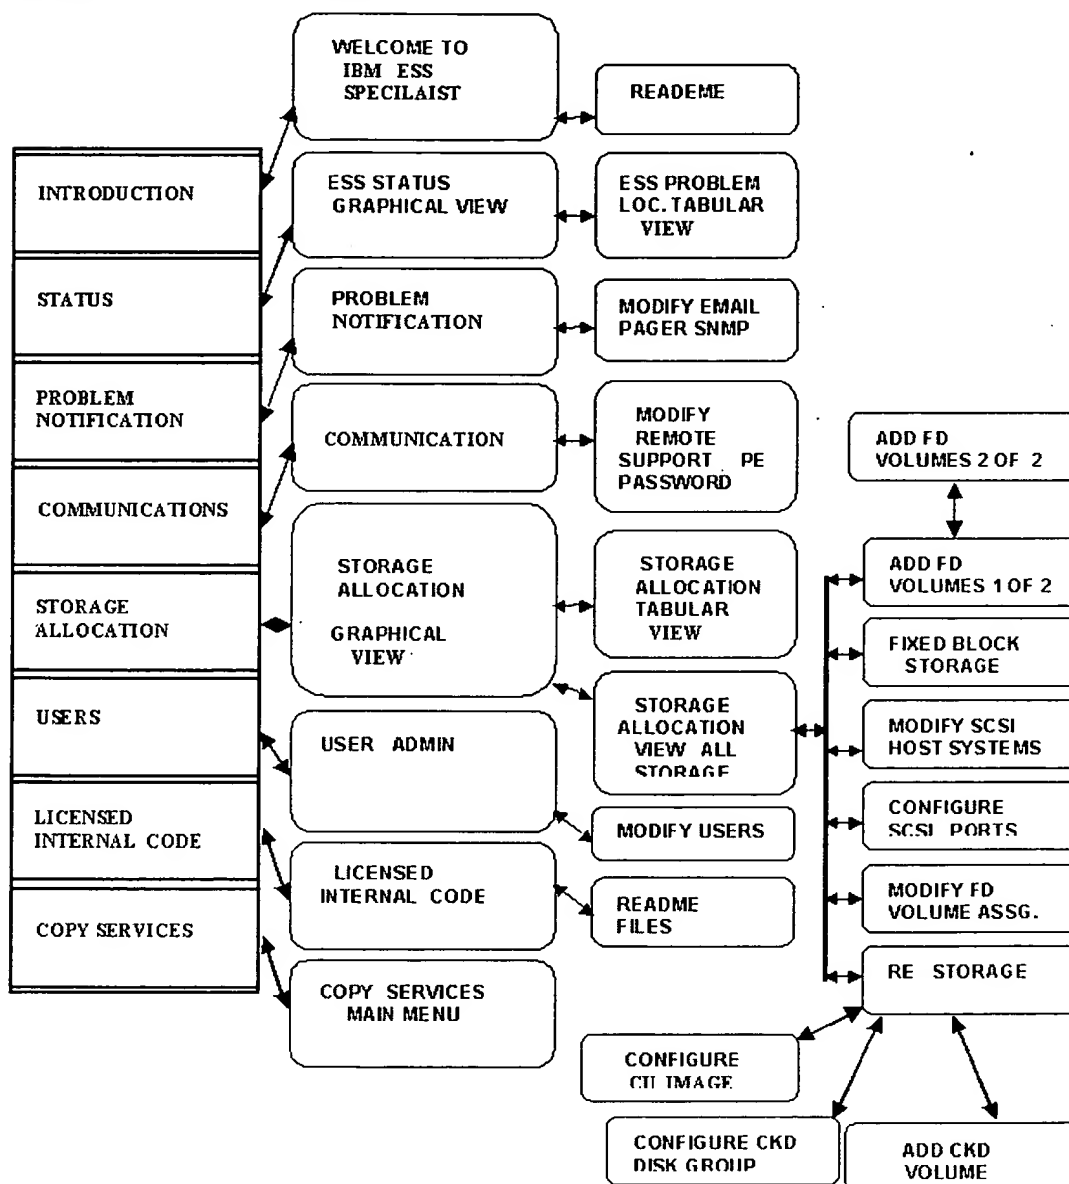 INTRODUCTION
STATUS
PROBLEM
NOTIFICATION
COMMUNICATIONS
STORAGE
ALLOCATION
USERS
LICENSED
INTERNAL CODE
COPY SERVICES
WELCOME TO
IBM ESS
SPECILAIST
ESS STATUS
GRAPHICAL VIEW
PROBLEM
NOTIFICATION
COMMUNICATION
STORAGE
ALLOCATION
GRAPHICAL
VIEW
USER ADMIN
LICENSED
INTERNAL CODE
COPY SERVICES
MAIN MENU
READEME
ESS PROBLEM
LOC. TABULAR
VIEW
MODIFY EMAIL
PAGER SNMP
MODIFY
REMOTE
SUPPORT PE
PASSWORD
STORAGE
ALLOCATION
TABULAR
VIEW
STORAGE
ALLOCATION
VIEW ALL
STORAGE
MODIFY USERS
README
FILES
ADD FD
VOLUMES 2 OF 2
ADD FD
VOLUMES 1 OF 2
FIXED BLOCK
STORAGE
MODIFY SCSI
HOST SYSTEMS
CONFIGURE
SCSI PORTS
MODIFY FD
VOLUME ASSG.
RE STORAGE
CONFIGURE
CU IMAGE
CONFIGURE CKD
DISK GROUP
ADD CKD
VOLUME